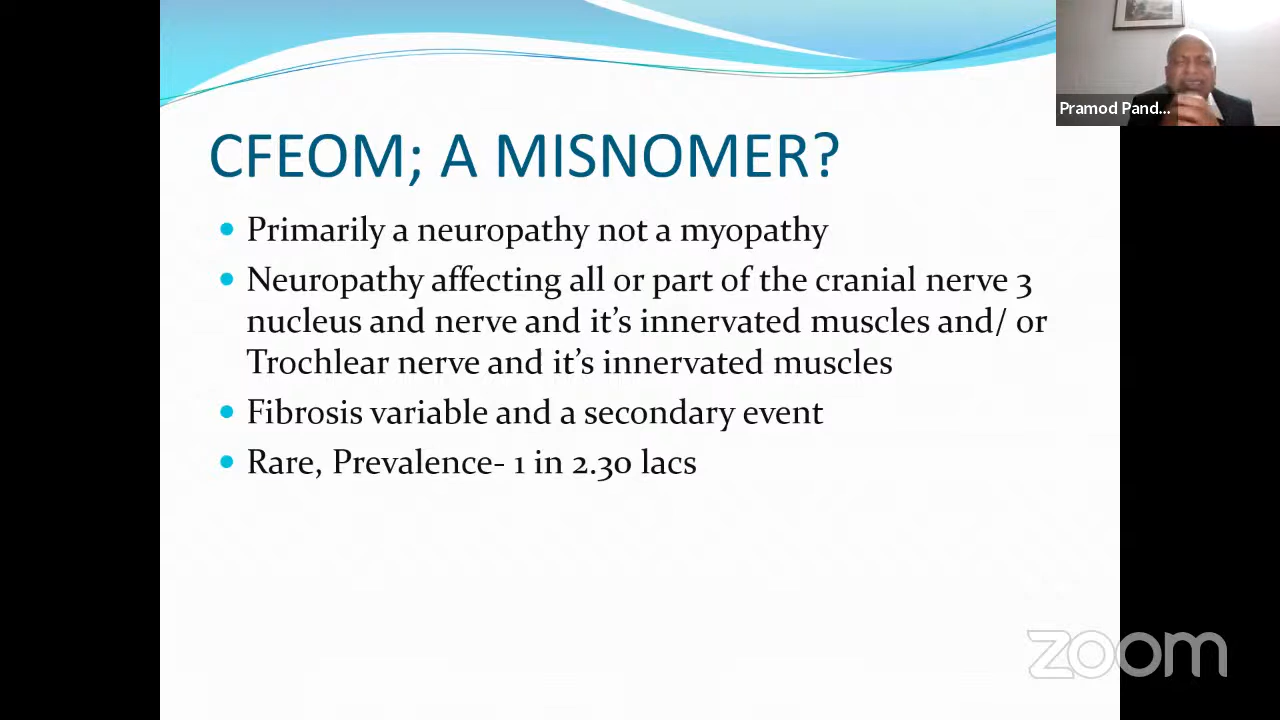 CFEOM; A MISNOMER?
Primarily a neuropathy not a myopathy
Neuropathy affecting all or part of the cranial nerve 3
nucleus and nerve and it's innervated muscles and/ or
Trochlear nerve and it's innervated muscles
Fibrosis variable and a secondary event
Rare, Prevalence- 1 in 2.30 lacs
Pramod Pand...
zoom